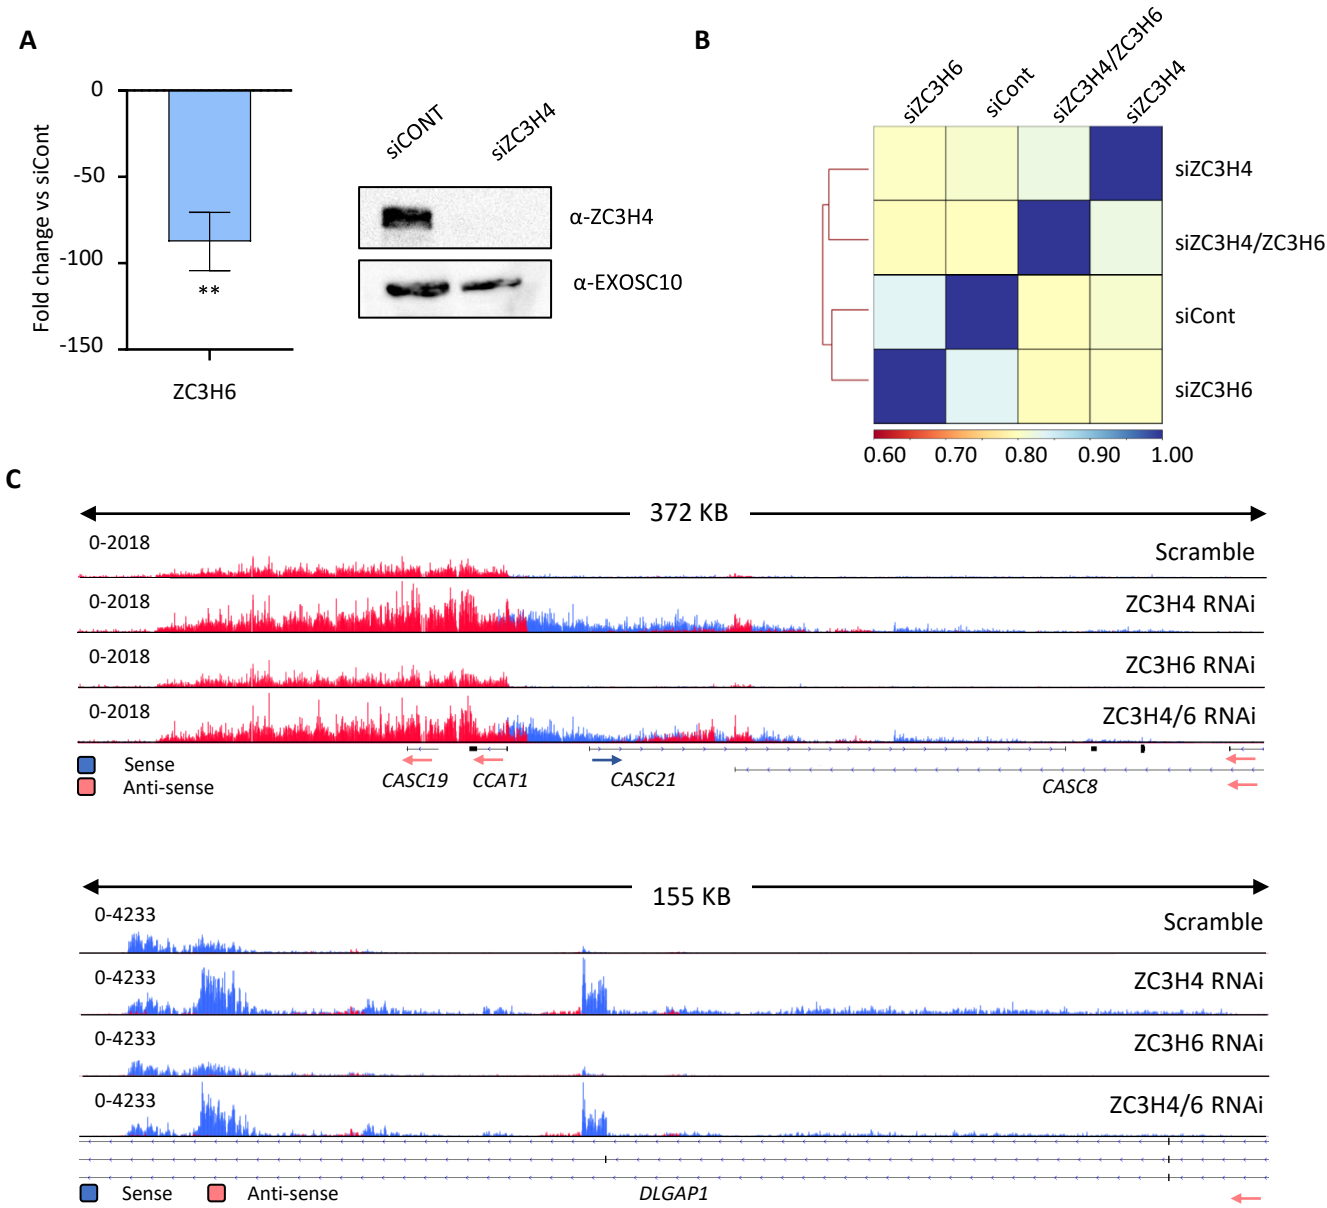 A
B
0
-50
-100
-150
Fold change vs siCont
**
ZC3H6
siCONT
siZC3H4
α-ZC3H4
α-EXOSC10
siZC3H6
siCont
siZC3H4/ZC3H6
siZC3H4
siZC3H4
siZC3H4/ZC3H6
siCont
siZC3H6
0.60 0.70 0.80 0.90 1.00
C
372 KB
0-2018
Scramble
0-2018
ZC3H4 RNAi
0-2018
ZC3H6 RNAi
0-2018
ZC3H4/6 RNAi
Sense
Anti-sense
CASC19
CCAT1
CASC21
CASC8
155 KB
0-4233
Scramble
0-4233
ZC3H4 RNAi
0-4233
ZC3H6 RNAi
0-4233
ZC3H4/6 RNAi
Sense
Anti-sense
DLGAP1